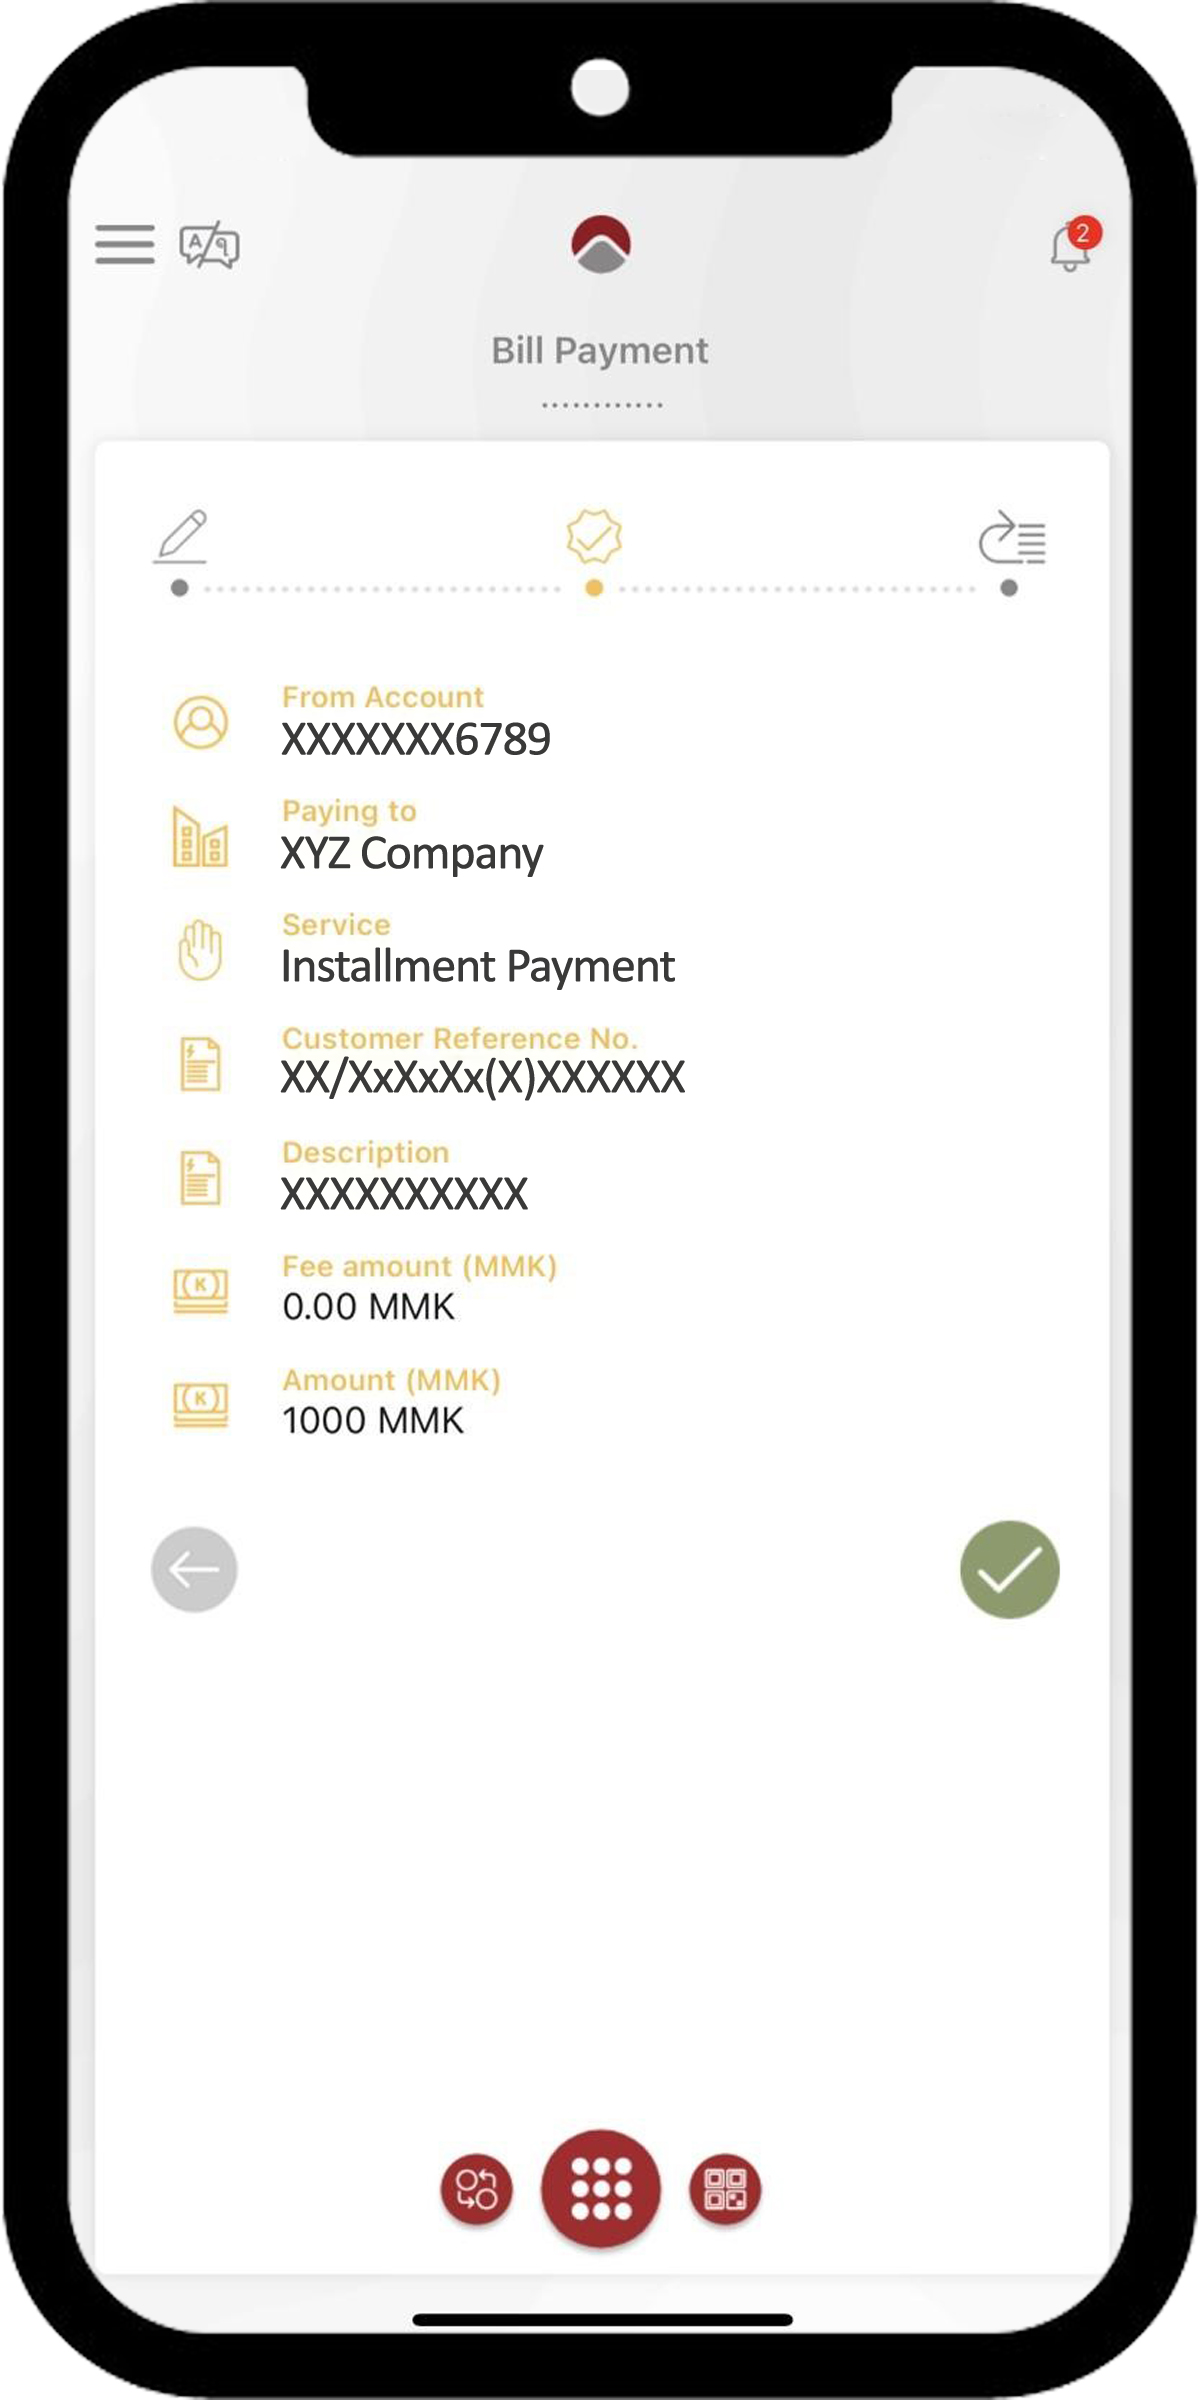 2
Bill Payment
From Account
XXXXXXX6789
Paying to
XYZ Company
Service
Installment Payment
Customer Reference No.
XX/XxXxXx(X)XXXXXX
Description
XXXXXXXXXX
Fee amount (MMK)
0.00 MMK
Amount (MMK)
1000 MMK